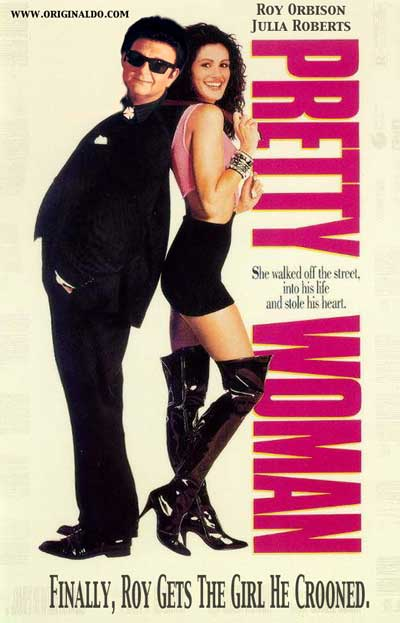 WWW.ORIGINALDO.COM
ROY ORBISON
JULIA ROBERTS
PRETTY WOMAN
She walked off the street,
into his life
and stole his heart.
FINALLY, ROY GETS THE GIRL HE CROONED.